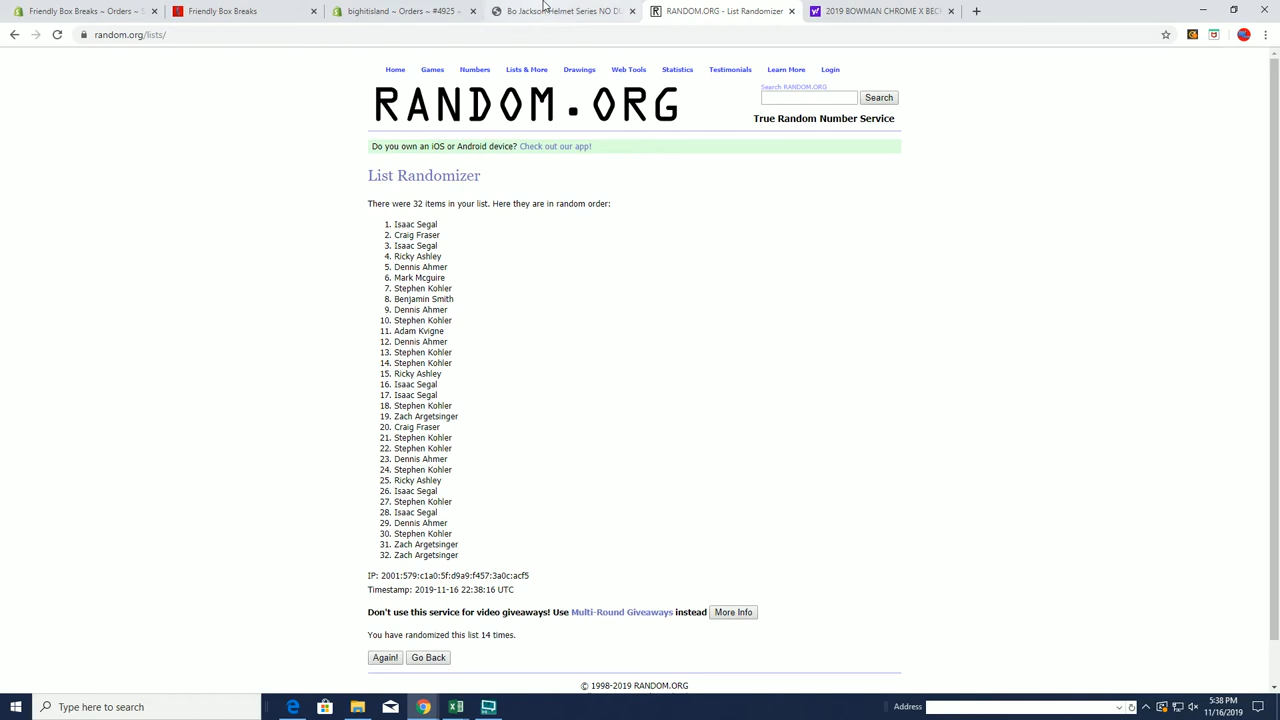 Friendly Box Breaks ~ Orders ~ S
Friendly Box Breaks
bighitisland ~ Orders ~ #4925
Bo Jackson Helmet Series NO DU
RANDOM.ORG - List Randomizer
2019 BOWMAN CHROME X BEC
random.org/lists/
Home Games Numbers Lists & More Drawings Web Tools Statistics Testimonials Learn More Login
RANDOM.ORG
Search RANDOM.ORG
Search
True Random Number Service
Do you own an iOS or Android device? Check out our app!
List Randomizer
There were 32 items in your list. Here they are in random order:
1. Isaac Segal
2. Craig Fraser
3. Isaac Segal
4. Ricky Ashley
5. Dennis Ahmer
6. Mark Mcguire
7. Stephen Kohler
8. Benjamin Smith
9. Dennis Ahmer
10. Stephen Kohler
11. Adam Kvigne
12. Dennis Ahmer
13. Stephen Kohler
14. Stephen Kohler
15. Ricky Ashley
16. Isaac Segal
17. Isaac Segal
18. Stephen Kohler
19. Zach Argetsinger
20. Craig Fraser
21. Stephen Kohler
22. Stephen Kohler
23. Dennis Ahmer
24. Stephen Kohler
25. Ricky Ashley
26. Isaac Segal
27. Stephen Kohler
28. Isaac Segal
29. Dennis Ahmer
30. Stephen Kohler
31. Zach Argetsinger
32. Zach Argetsinger
IP: 2001:579:c1a0:5f:d9a9:f457:3a0c:acf5
Timestamp: 2019-11-16 22:38:16 UTC
Don't use this service for video giveaways! Use Multi-Round Giveaways instead More Info
You have randomized this list 14 times.
Again! Go Back
© 1998-2019 RANDOM.ORG
Type here to search
Address
5:38 PM
11/16/2019